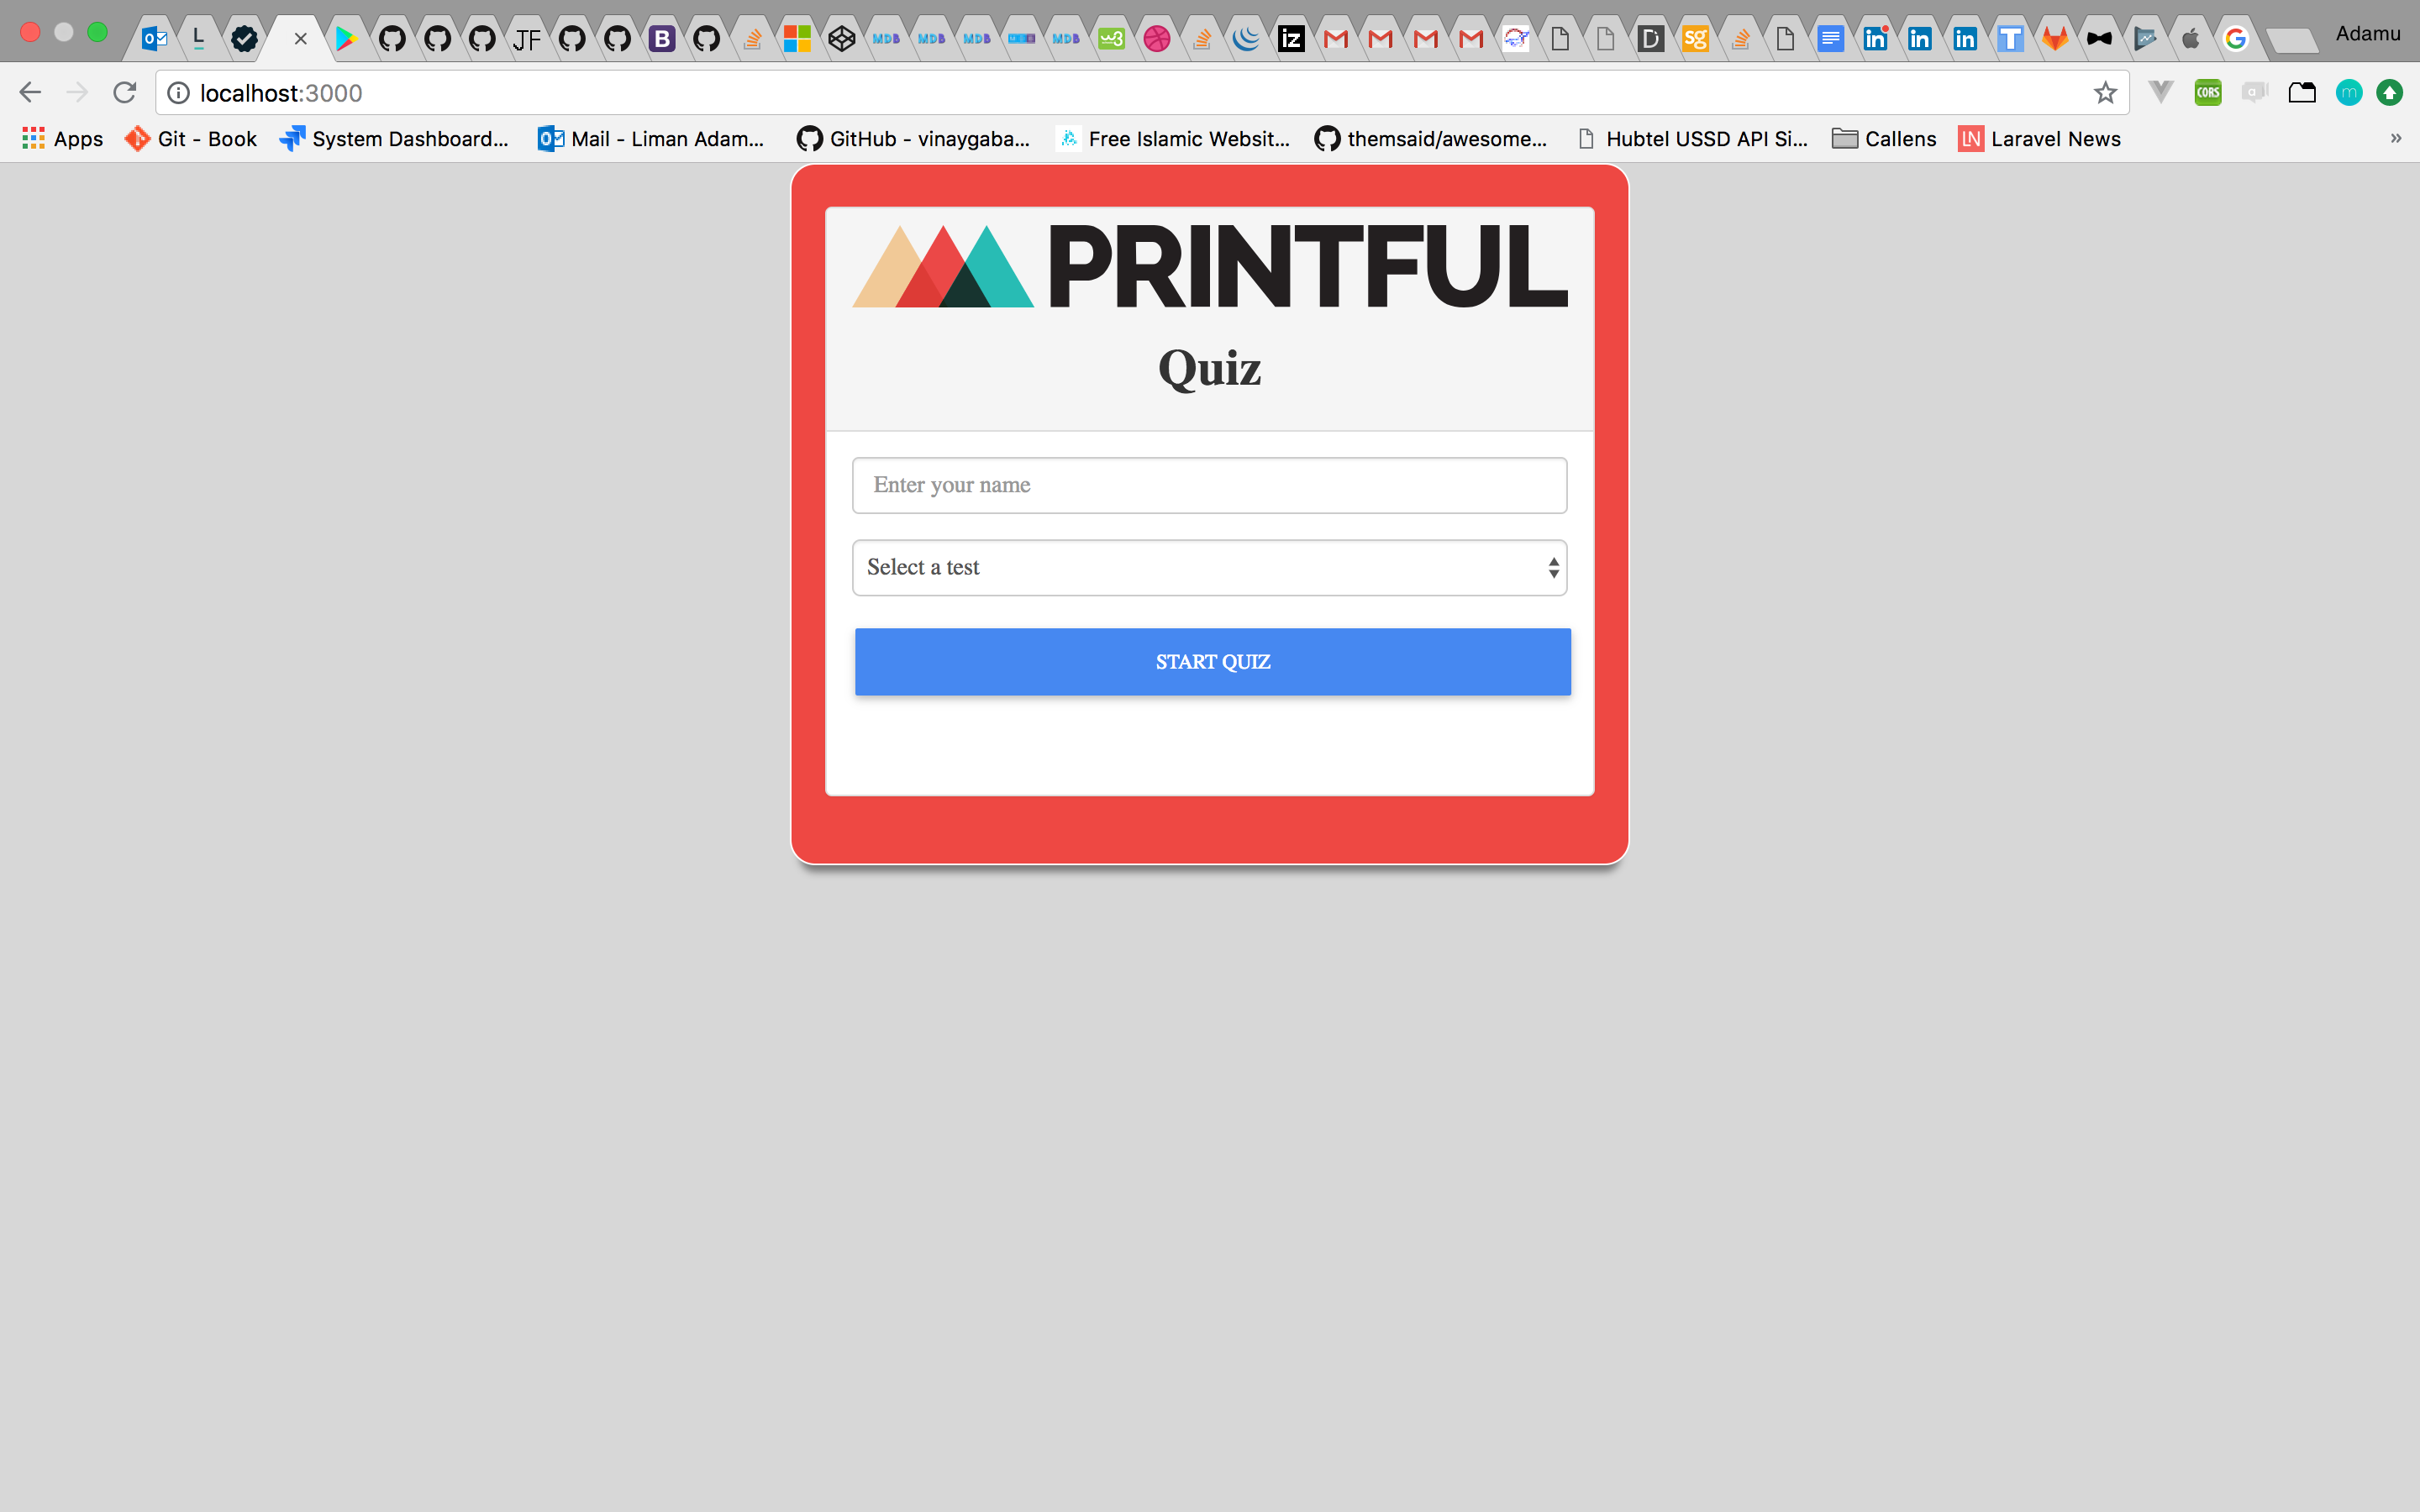 Adamu
localhost:3000
Apps Git - Book System Dashboard... Mail - Liman Adam... GitHub - vinaygaba... Free Islamic Websit... themsaid/awesome... Hubtel USSD API Si... Callens LN Laravel News »
PRINTFUL
Quiz
Enter your name
Select a test
START QUIZ